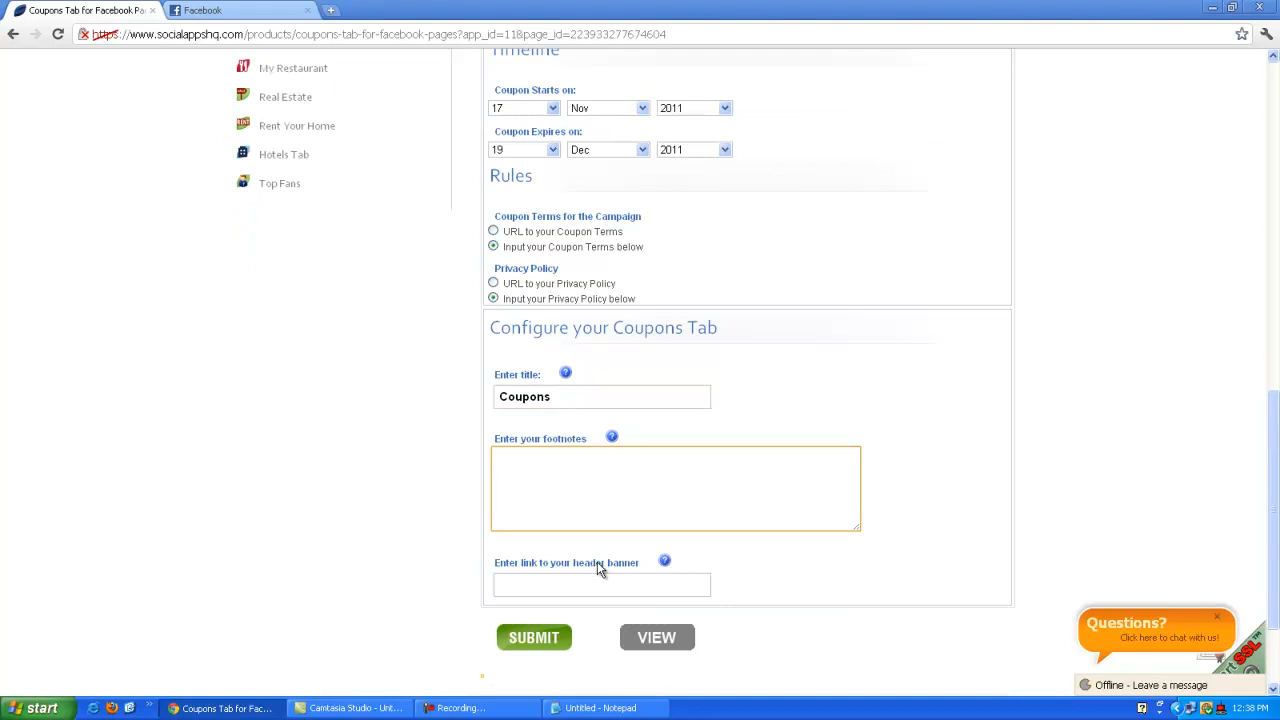 Coupons Tab for Facebook Pa
Facebook
https://www.socialappshq.com/products/coupons-tab-for-facebook-pages?app_id=11&page_id=223933277674604
My Restaurant
Real Estate
Rent Your Home
Hotels Tab
Top Fans
Timeline
Coupon Starts on:
17 Nov 2011
Coupon Expires on:
19 Dec 2011
Rules
Coupon Terms for the Campaign
URL to your Coupon Terms
Input your Coupon Terms below
Privacy Policy
URL to your Privacy Policy
Input your Privacy Policy below
Configure your Coupons Tab
Enter title: ?
Coupons
Enter your footnotes ?
Enter link to your header banner ?
SUBMIT VIEW
Questions?
Click here to chat with us!
SSL™
Offline - Leave a message
start
Coupons Tab for Fac...
Camtasia Studio - Unt...
Recording...
Untitled - Notepad
12:38 PM